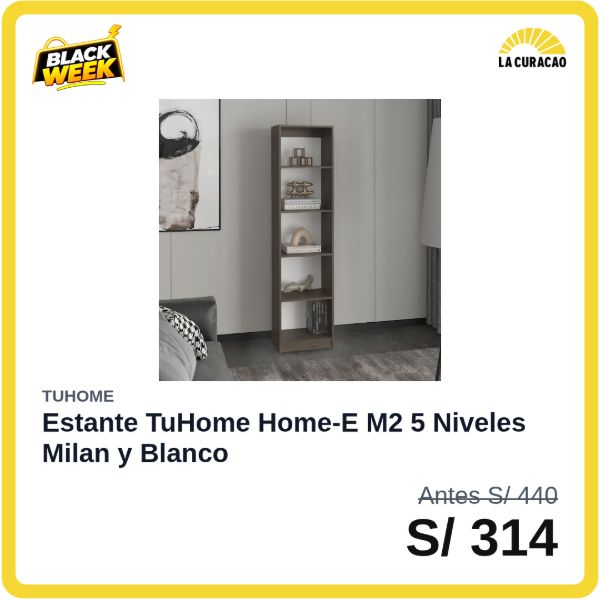 BLACK
WEEK
LA CURACAO
TUHOME
Estante TuHome Home-E M2 5 Niveles
Milan y Blanco
Antes S/ 440
S/ 314